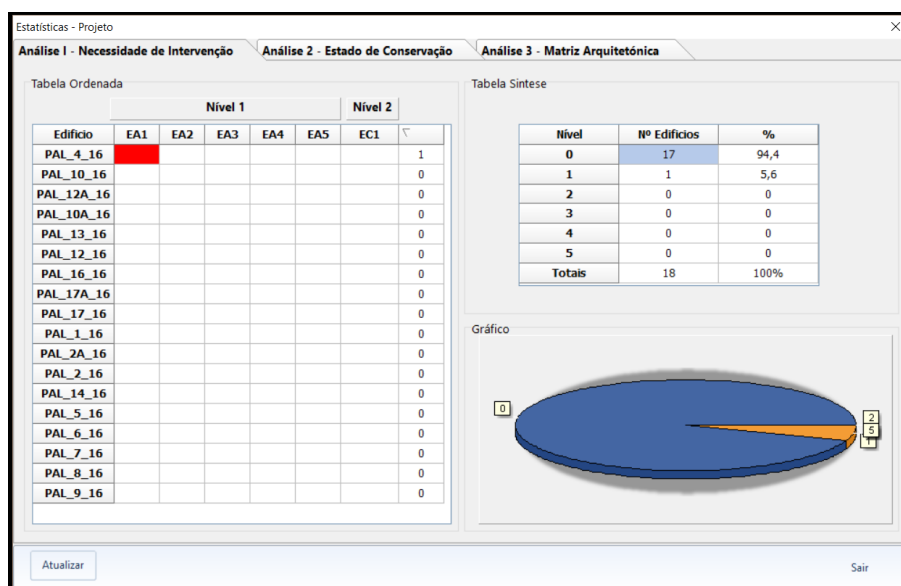 Estatísticas - Projeto
Análise I - Necessidade de Intervenção Análise 2 - Estado de Conservação Análise 3 - Matriz Arquitetónica
Tabela Ordenada
Nível 1 Nível 2
Edificio EA1 EA2 EA3 EA4 EA5 EC1
PAL_4_16 1
PAL_10_16 0
PAL_12A_16 0
PAL_10A_16 0
PAL_13_16 0
PAL_12_16 0
PAL_16_16 0
PAL_17A_16 0
PAL_17_16 0
PAL_1_16 0
PAL_2A_16 0
PAL_2_16 0
PAL_14_16 0
PAL_5_16 0
PAL_6_16 0
PAL_7_16 0
PAL_8_16 0
PAL_9_16 0
Tabela Sintese
Nível Nº Edificios %
0 17 94,4
1 1 5,6
2 0 0
3 0 0
4 0 0
5 0 0
Totais 18 100%
Gráfico
0
2
5
1
Atualizar Sair